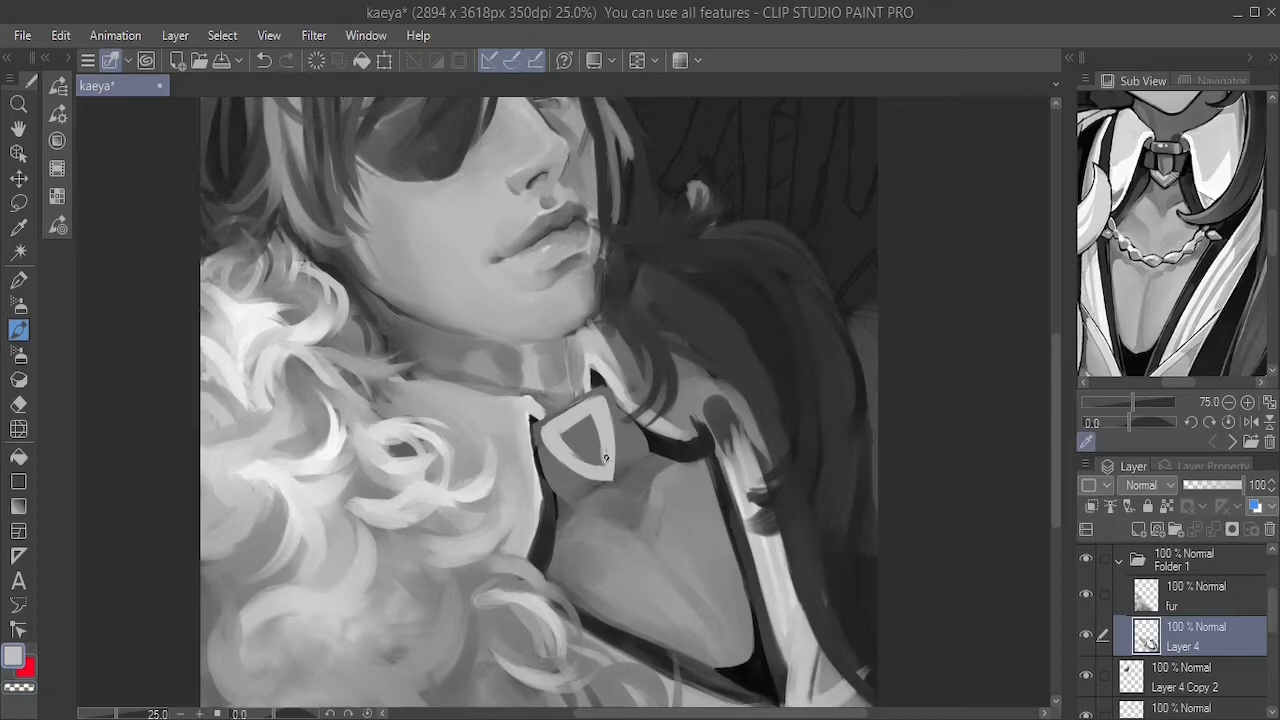 kaeya* (2894 x 3618px 350dpi 25.0%)  You can use all features - CLIP STUDIO PAINT PRO
File Edit Animation Layer Select View Filter Window Help
kaeya*
Sub View Navigator
75.0
0.0
Layer Layer Property
Normal 100
100 % Normal
Folder 1
100 % Normal
fur
100 % Normal
Layer 4
100 % Normal
Layer 4 Copy 2
100 % Normal
25.0 0.0